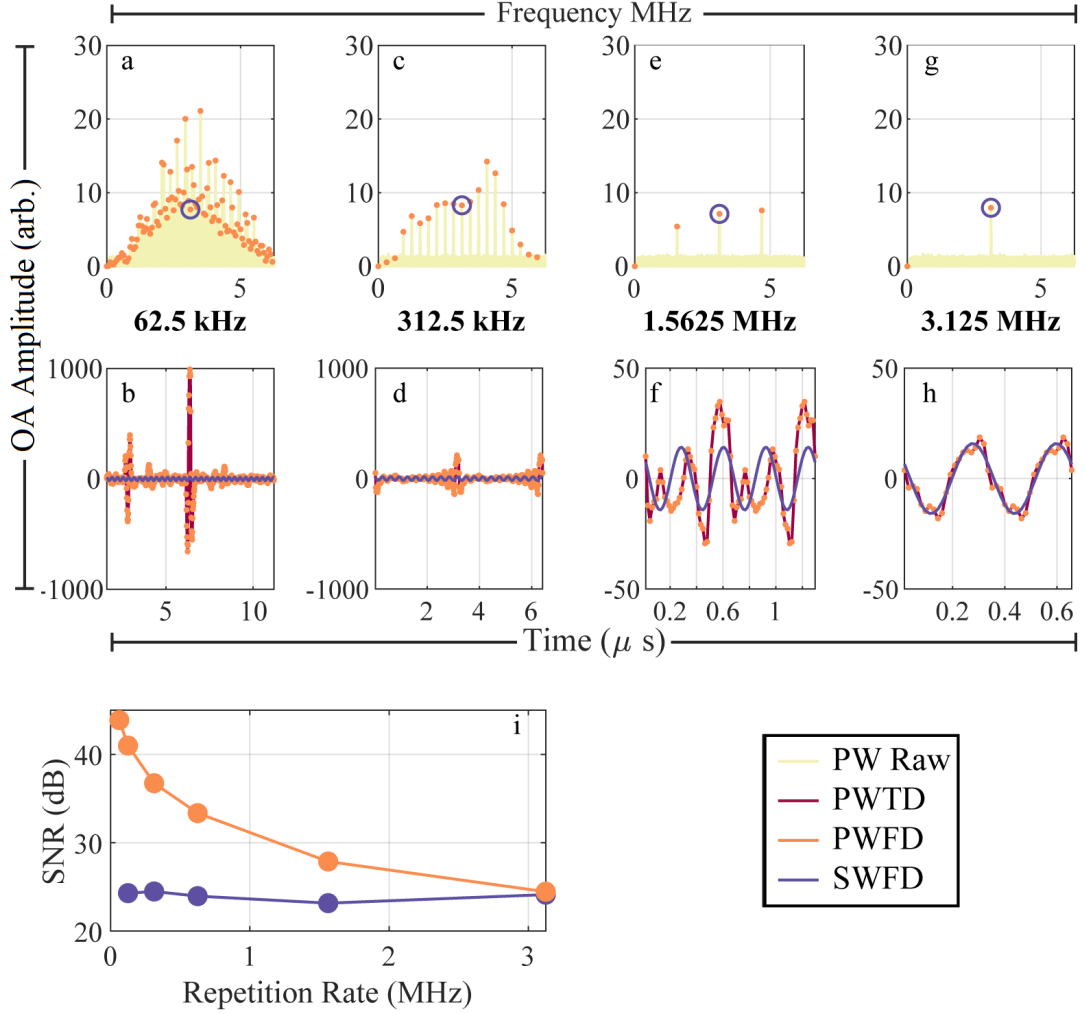 Frequency MHz
OA Amplitude (arb.)
a c e g
30 30 30 30
20 20 20 20
10 10 10 10
0 0 0 0
0 5 0 5 0 5 0 5
62.5 kHz 312.5 kHz 1.5625 MHz 3.125 MHz
b d f h
1000 1000 50 50
0 0 0 0
-1000 -1000 -50 -50
5 10 2 4 6 0.2 0.6 1 0.2 0.4 0.6
Time (μ s)
i
40
30
20
0 1 2 3
SNR (dB)
Repetition Rate (MHz)
PW Raw
PWTD
PWFD
SWFD